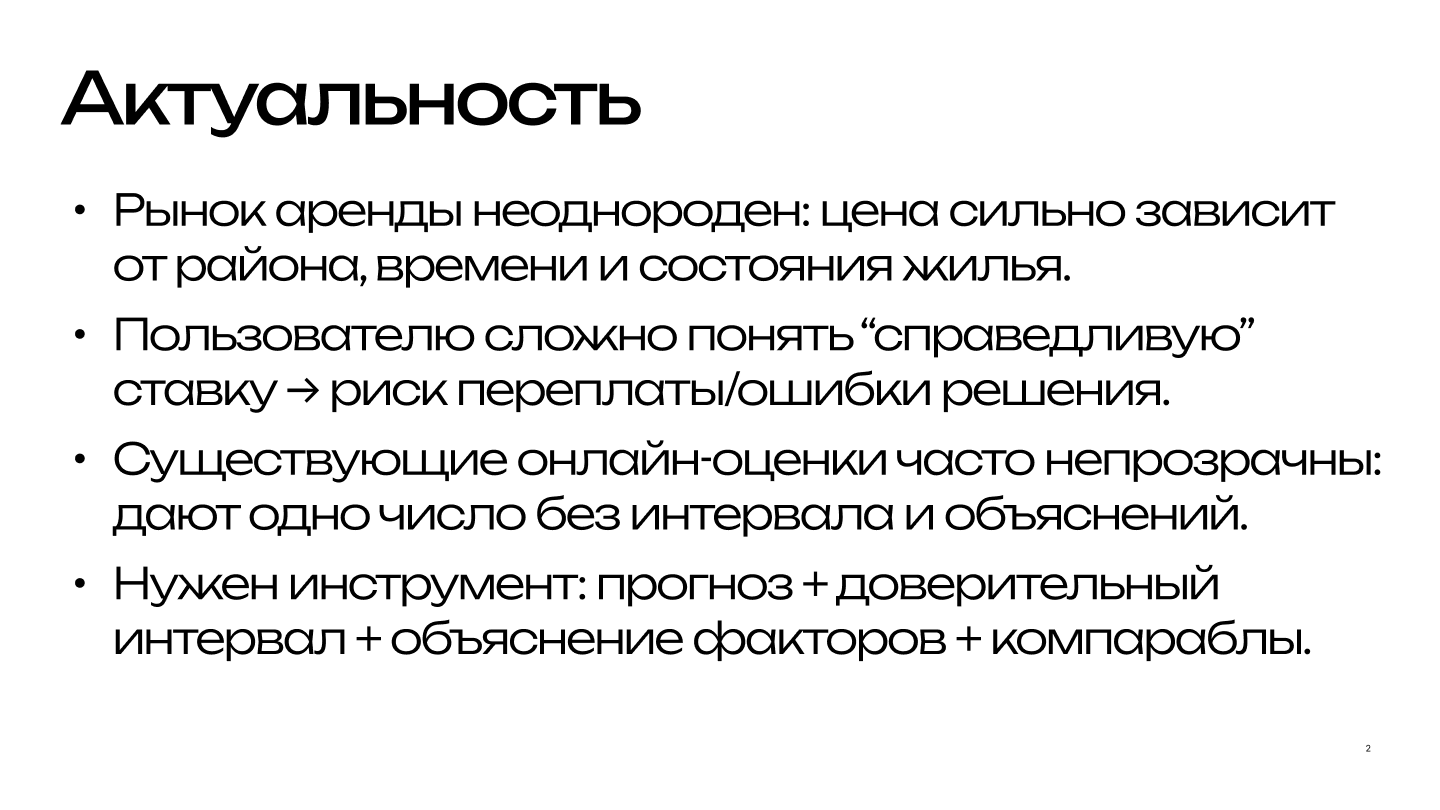 Актуальность
• Рынок аренды неоднороден: цена сильно зависит
от района, времени и состояния жилья.
• Пользователю сложно понять “справедливую”
ставку → риск переплаты/ошибки решения.
• Существующие онлайн-оценки часто непрозрачны:
дают одно число без интервала и объяснений.
• Нужен инструмент: прогноз + доверительный
интервал + объяснение факторов + компараблы.
2